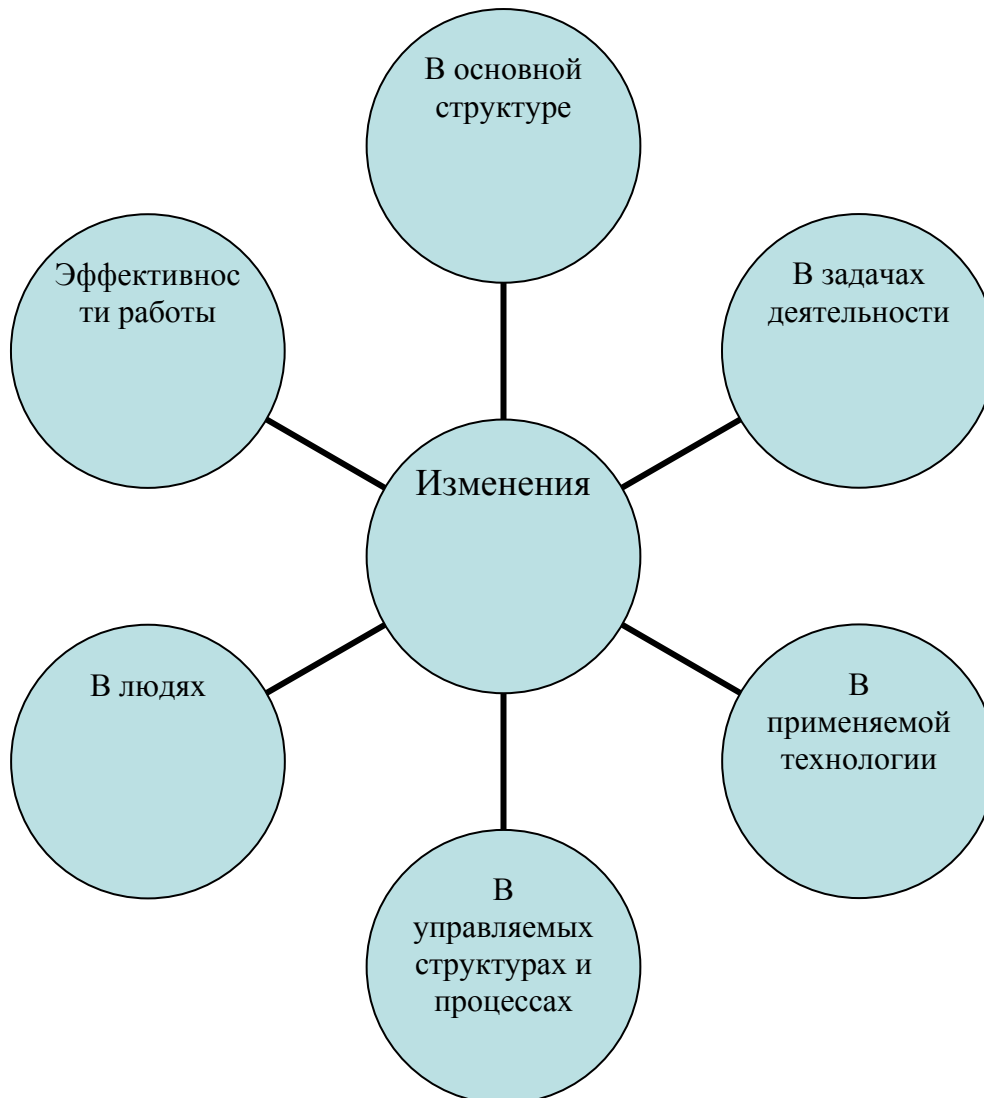 В основной
структуре
Эффективнос
ти работы
В задачах
деятельности
Изменения
В людях
В
применяемой
технологии
В
управляемых
структурах и
процессах